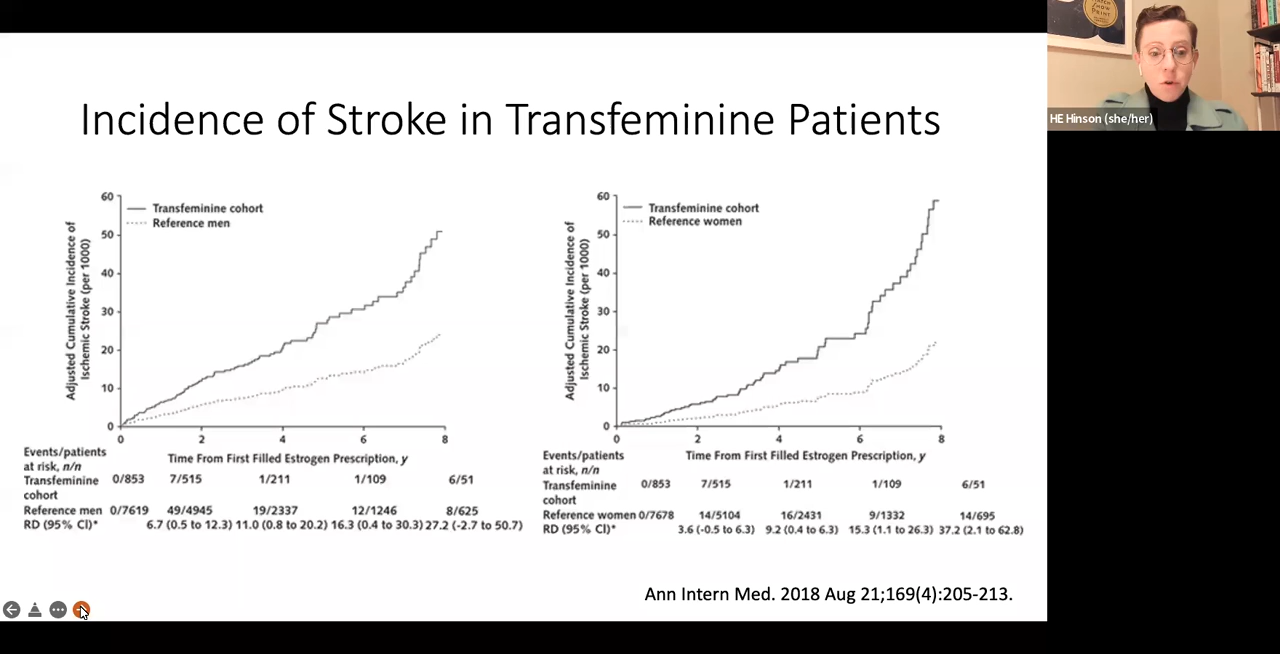 Incidence of Stroke in Transfeminine Patients
Adjusted Cumulative Incidence of
Ischemic Stroke (per 1000)
60
50
40
30
20
10
0
Transfeminine cohort
Reference men
0 2 4 6 8
Time From First Filled Estrogen Prescription, y
Events/patients
at risk, n/n
Transfeminine 0/853 7/515 1/211 1/109 6/51
cohort
Reference men 0/7619 49/4945 19/2337 12/1246 8/625
RD (95% CI)* 6.7 (0.5 to 12.3) 11.0 (0.8 to 20.2) 16.3 (0.4 to 30.3) 27.2 (-2.7 to 50.7)
Adjusted Cumulative Incidence of
Ischemic Stroke (per 1000)
60
50
40
30
20
10
0
Transfeminine cohort
Reference women
0 2 4 6 8
Time From First Filled Estrogen Prescription, y
Events/patients
at risk, n/n
Transfeminine 0/853 7/515 1/211 1/109 6/51
cohort
Reference women 0/7678 14/5104 16/2431 9/1332 14/695
RD (95% CI)* 3.6 (-0.5 to 6.3) 9.2 (0.4 to 6.3) 15.3 (1.1 to 26.3) 37.2 (2.1 to 62.8)
Ann Intern Med. 2018 Aug 21;169(4):205-213.
SHOW
PRINT
HE Hinson (she/her)